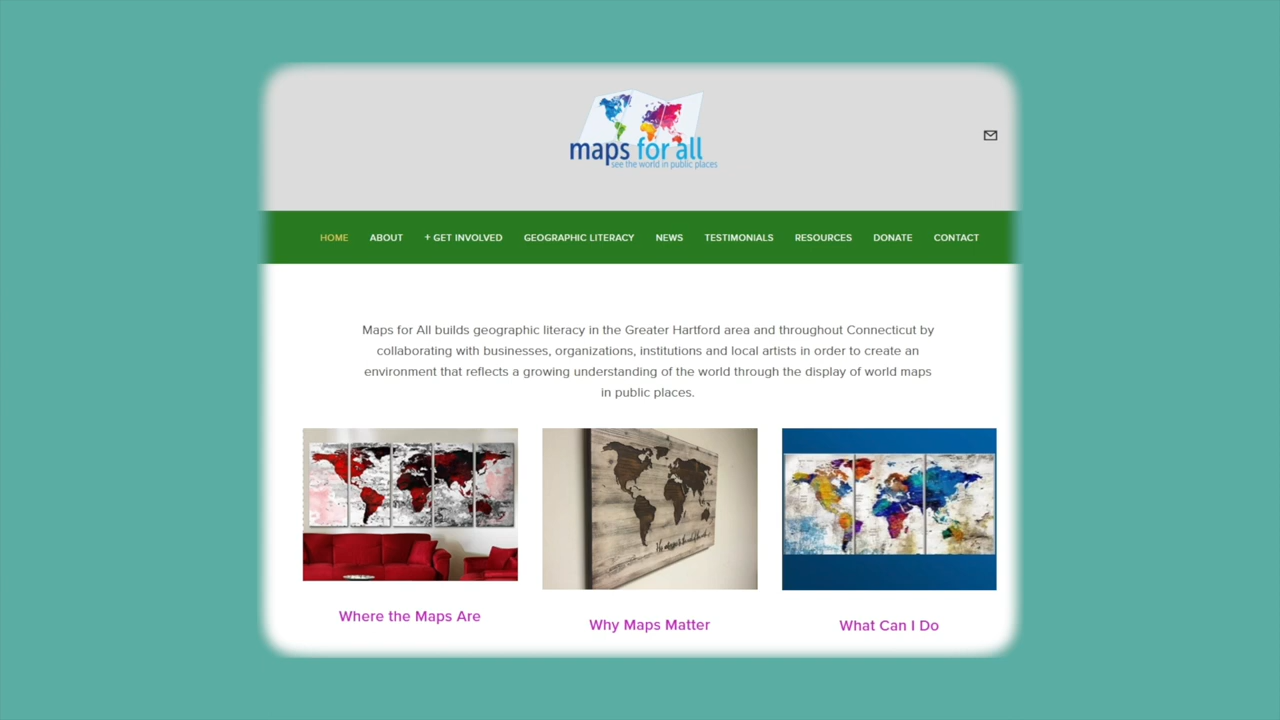 maps for all
see the world in public places
HOME ABOUT + GET INVOLVED GEOGRAPHIC LITERACY NEWS TESTIMONIALS RESOURCES DONATE CONTACT
Maps for All builds geographic literacy in the Greater Hartford area and throughout Connecticut by
collaborating with businesses, organizations, institutions and local artists in order to create an
environment that reflects a growing understanding of the world through the display of world maps
in public places.
Where the Maps Are
Why Maps Matter
What Can I Do